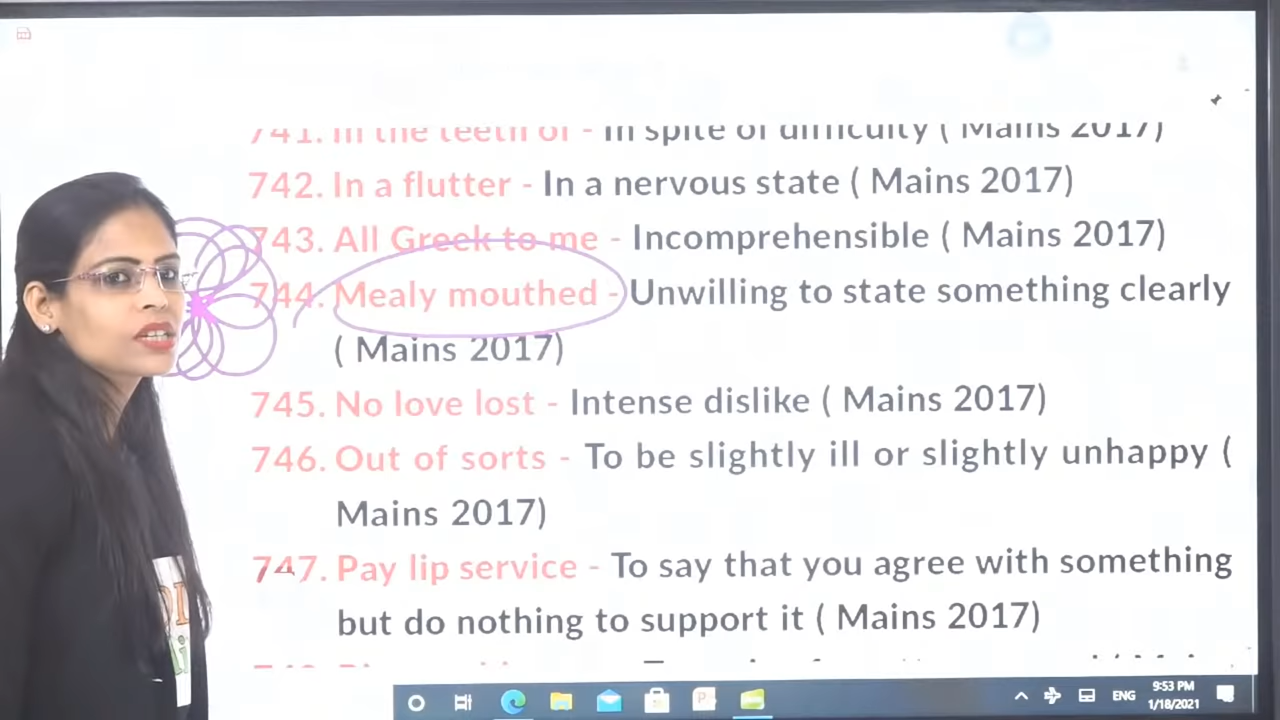 741. In the teeth of - In spite of difficulty ( Mains 2017)
742. In a flutter - In a nervous state ( Mains 2017)
743. All Greek to me - Incomprehensible ( Mains 2017)
744. Mealy mouthed - Unwilling to state something clearly
( Mains 2017)
745. No love lost - Intense dislike ( Mains 2017)
746. Out of sorts - To be slightly ill or slightly unhappy (
Mains 2017)
747. Pay lip service - To say that you agree with something
but do nothing to support it ( Mains 2017)
ENG
9:53 PM
1/18/2021